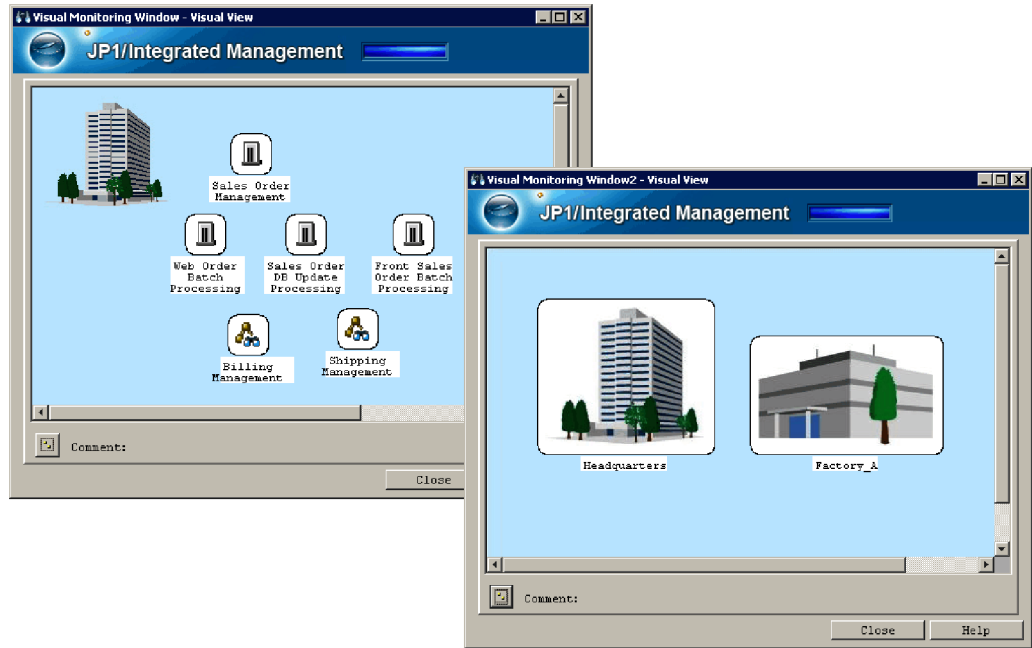 Visual Monitoring Window - Visual View
JP1/Integrated Management
Sales Order
Management
Web Order
Batch
Processing
Sales Order
DB Update
Processing
Front Sales
Order Batch
Processing
Billing
Management
Shipping
Management
Comment:
Close
Visual Monitoring Window2 - Visual View
JP1/Integrated Management
Headquarters
Factory_A
Comment:
Close
Help